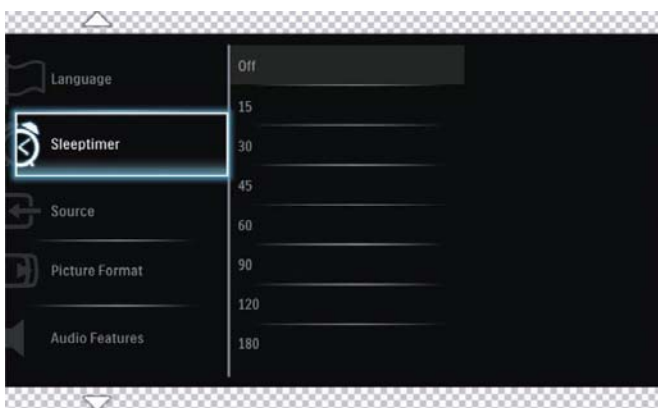 Language
Sleeptimer
Source
Picture Format
Audio Features
Off
15
30
45
60
90
120
180